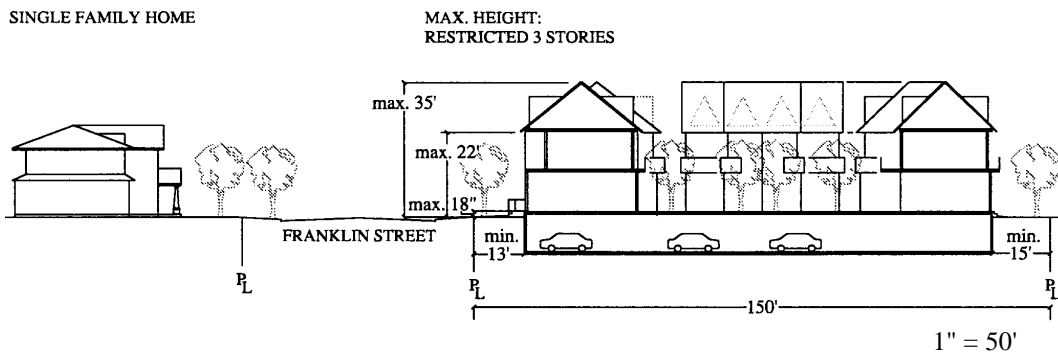 SINGLE FAMILY HOME
MAX. HEIGHT:
RESTRICTED 3 STORIES
max. 35'
max. 22'
max. 18"
FRANKLIN STREET
min.
13'
min.
15'
PL
PL
PL
150'
1" = 50'